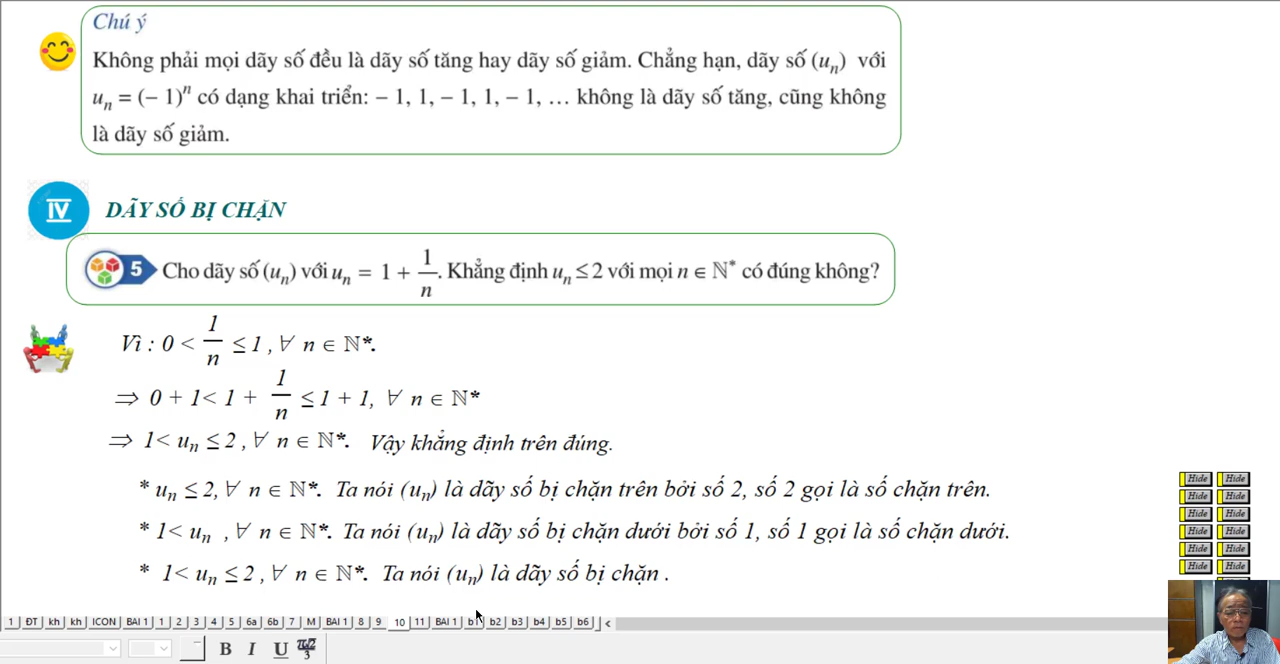 Chú ý
Không phải mọi dãy số đều là dãy số tăng hay dãy số giảm. Chẳng hạn, dãy số (uₙ) với
uₙ = (− 1)ⁿ có dạng khai triển: − 1, 1, − 1, 1, − 1, … không là dãy số tăng, cũng không
là dãy số giảm.
IV DÃY SỐ BỊ CHẶN
5 Cho dãy số (uₙ) với uₙ = 1 + 1/n. Khẳng định uₙ ≤ 2 với mọi n ∈ ℕ* có đúng không?
Vì : 0 < 1/n ≤ 1 , ∀ n ∈ ℕ*.
⇒ 0 + 1< 1 + 1/n ≤ 1 + 1, ∀ n ∈ ℕ*
⇒ 1< uₙ ≤ 2 , ∀ n ∈ ℕ*. Vậy khẳng định trên đúng.
* uₙ ≤ 2, ∀ n ∈ ℕ*. Ta nói (uₙ) là dãy số bị chặn trên bởi số 2, số 2 gọi là số chặn trên.
* 1< uₙ , ∀ n ∈ ℕ*. Ta nói (uₙ) là dãy số bị chặn dưới bởi số 1, số 1 gọi là số chặn dưới.
* 1< uₙ ≤ 2 , ∀ n ∈ ℕ*. Ta nói (uₙ) là dãy số bị chặn .
Hide Hide
Hide Hide
Hide Hide
Hide Hide
Hide Hide
Hide Hide
1 ĐT kh kh ICON BAI 1 1 2 3 4 5 6a 6b 7 M BAI 1 8 9 10 11 BAI 1 b1 b2 b3 b4 b5 b6
B I U